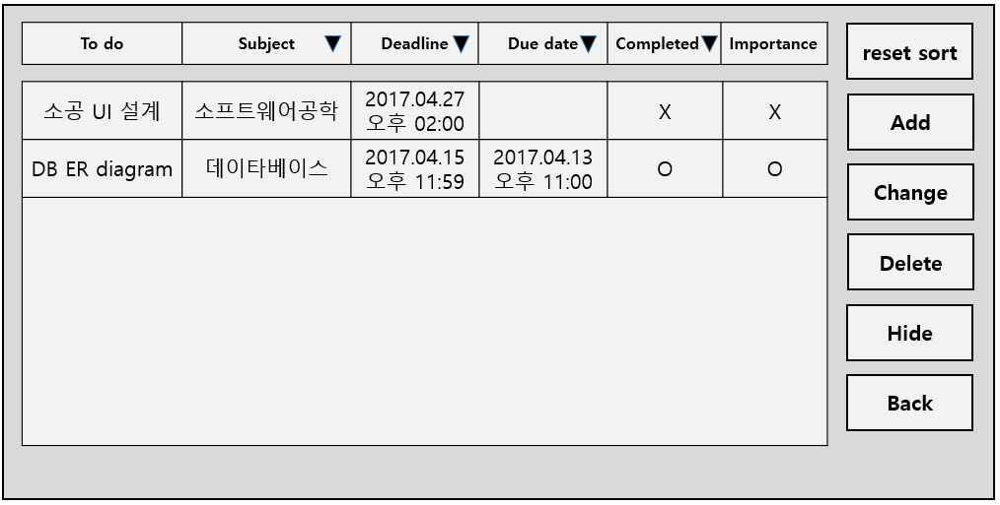 To do Subject Deadline Due date Completed Importance
소공 UI 설계 소프트웨어공학 2017.04.27 X X
오후 02:00
DB ER diagram 데이타베이스 2017.04.15 2017.04.13 O O
오후 11:59 오후 11:00
reset sort
Add
Change
Delete
Hide
Back